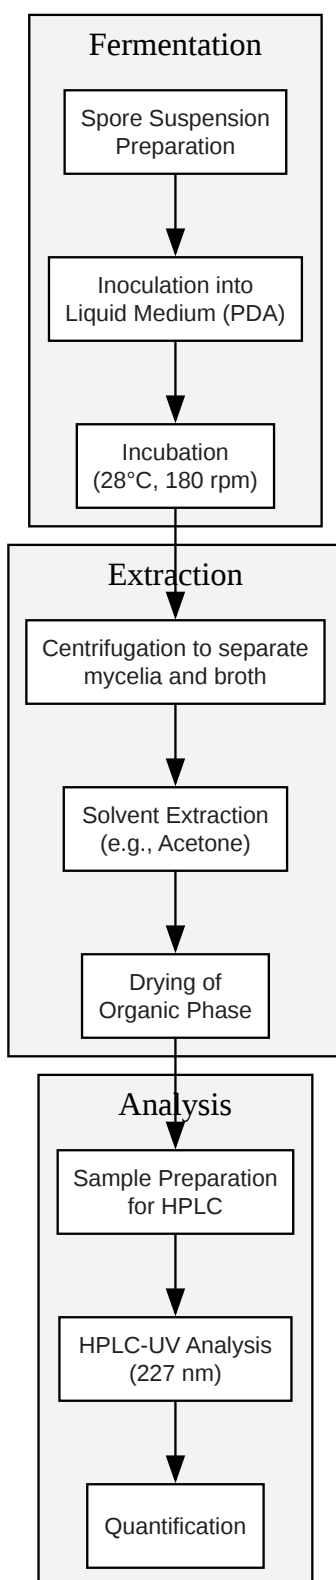 Fermentation
Spore Suspension
Preparation
Inoculation into
Liquid Medium (PDA)
Incubation
(28°C, 180 rpm)
Extraction
Centrifugation to separate
mycelia and broth
Solvent Extraction
(e.g., Acetone)
Drying of
Organic Phase
Analysis
Sample Preparation
for HPLC
HPLC-UV Analysis
(227 nm)
Quantification